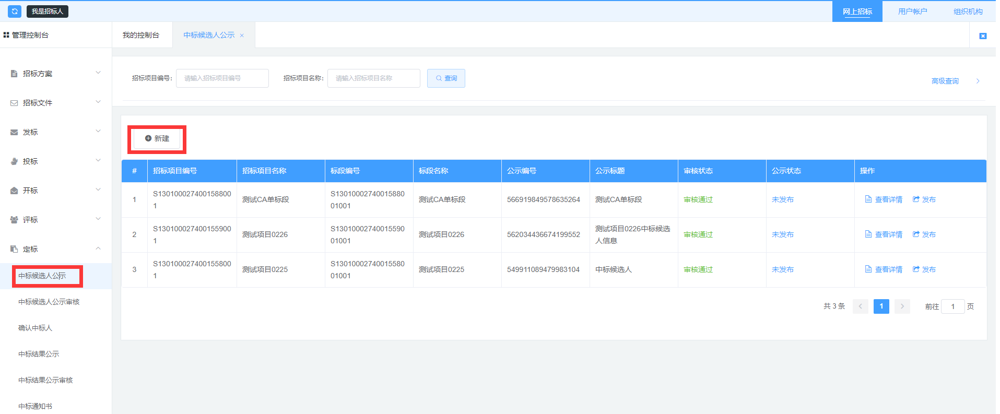 我是招标人
网上招标
用户帐户
组织机构
管理控制台
我的控制台
中标候选人公示 ×
招标方案
招标文件
发标
投标
开标
评标
定标
中标候选人公示
中标候选人公示审核
确认中标人
中标结果公示
中标结果公示审核
中标通知书
招标项目编号: 请输入招标项目编号 招标项目名称: 请输入招标项目名称 查询
高级查询
新建
# 招标项目编号 招标项目名称 标段编号 标段名称 公示编号 公示标题 审核状态 公示状态 操作
1 S130100027400158800 测试CA单标段 S13010002740015880 测试CA单标段 566919849578635264 测试CA单标段 审核通过 未发布 查看详情 发布
1 01001
2 S130100027400155900 测试项目0226 S13010002740015590 测试项目0226 562034436674199552 测试项目0226中标候选 审核通过 未发布 查看详情 发布
1 01001 人信息
3 S130100027400155800 测试项目0225 S13010002740015580 测试项目0225 549911089479983104 中标候选人 审核通过 未发布 查看详情 发布
1 01001
共 3 条 1 前往 1 页